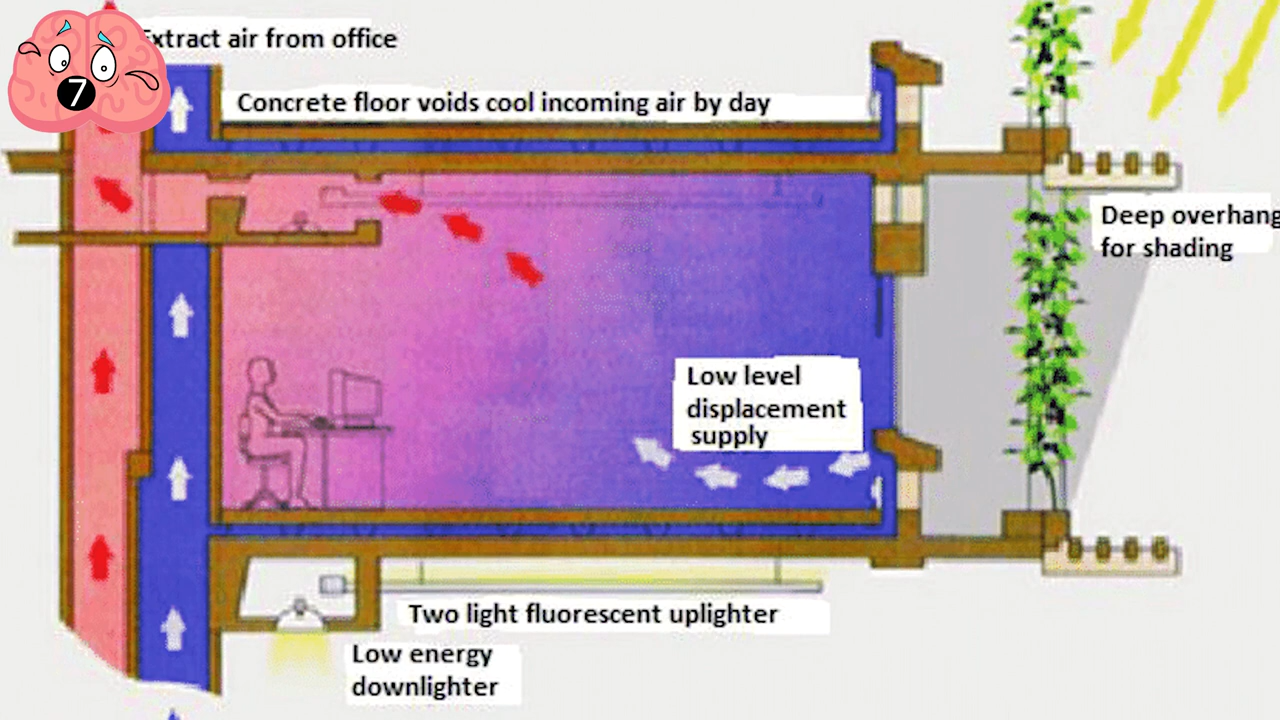 Extract air from office
7
Concrete floor voids cool incoming air by day
Deep overhang
for shading
Low level
displacement
supply
Two light fluorescent uplighter
Low energy
downlighter